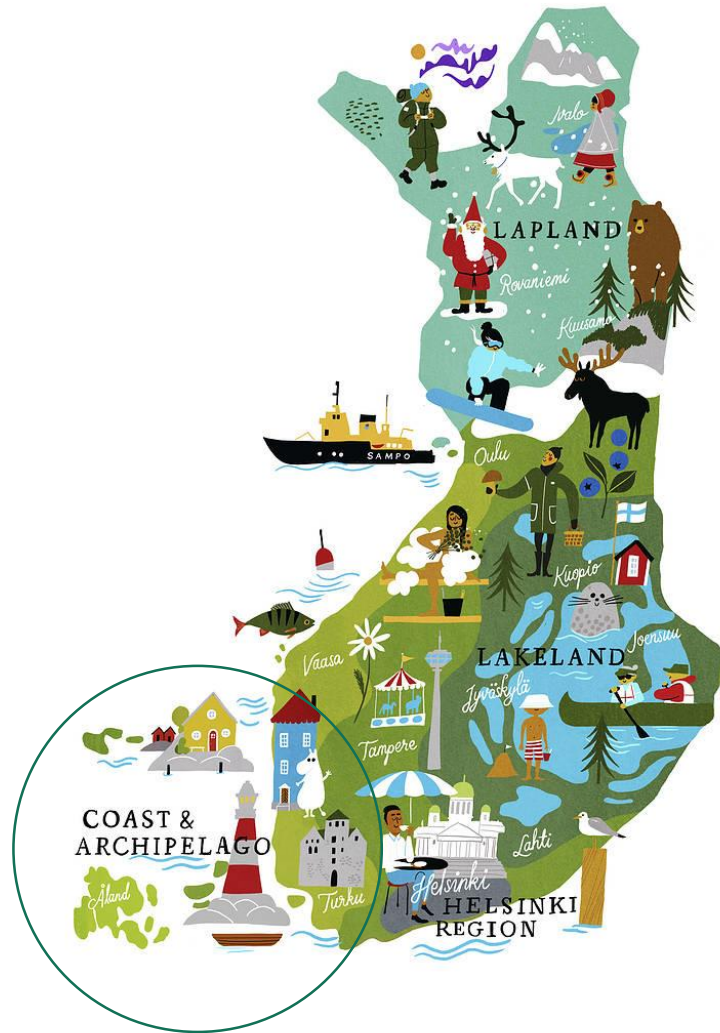 Ivalo
LAPLAND
Rovaniemi
Kuusamo
SAMPO
Oulu
Kuopio
Joensuu
Vaasa
LAKELAND
Jyväskylä
Tampere
COAST &
ARCHIPELAGO
Lahti
Åland
Turku
Helsinki
HELSINKI
REGION